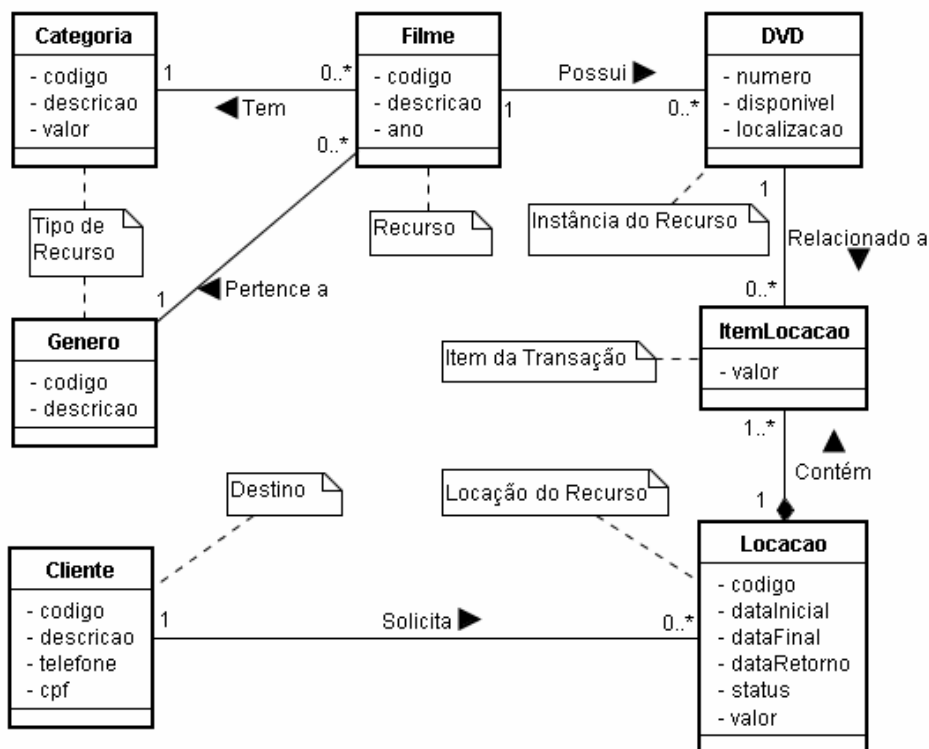 Categoria
- codigo
- descricao
- valor
1
0..*
◀ Tem
Filme
- codigo
- descricao
- ano
0..*
Possui ▶
1
0..*
DVD
- numero
- disponivel
- localizacao
1
Tipo de
Recurso
Recurso
Instância do Recurso
Relacionado a
▼
0..*
1
◀ Pertence a
Genero
- codigo
- descricao
Item da Transação
ItemLocacao
- valor
1..*
▲
Contém
1
Destino
Locação do Recurso
Cliente
- codigo
- descricao
- telefone
- cpf
1
Solicita ▶
0..*
Locacao
- codigo
- dataInicial
- dataFinal
- dataRetorno
- status
- valor